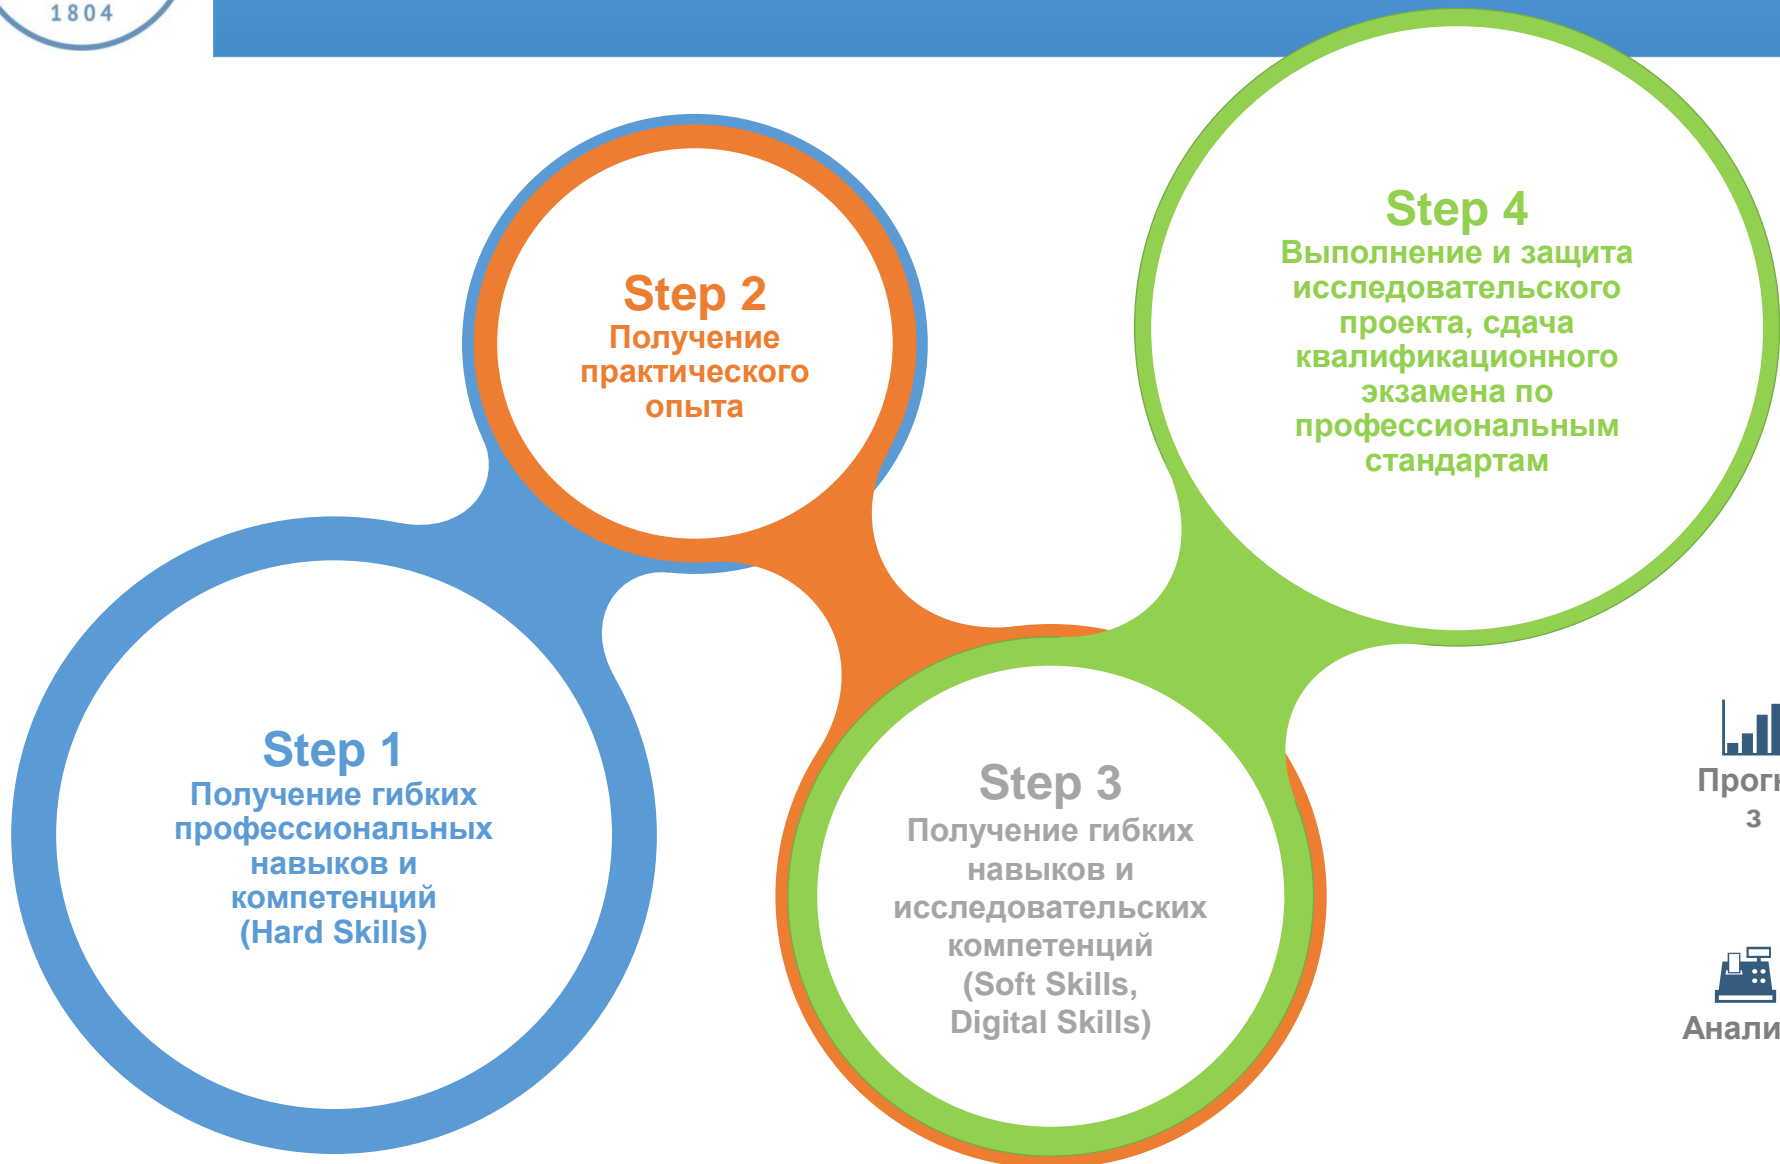 1804
Step 1
Получение гибких
профессиональных
навыков и
компетенций
(Hard Skills)
Step 2
Получение
практического
опыта
Step 3
Получение гибких
навыков и
исследовательских
компетенций
(Soft Skills,
Digital Skills)
Step 4
Выполнение и защита
исследовательского
проекта, сдача
квалификационного
экзамена по
профессиональным
стандартам